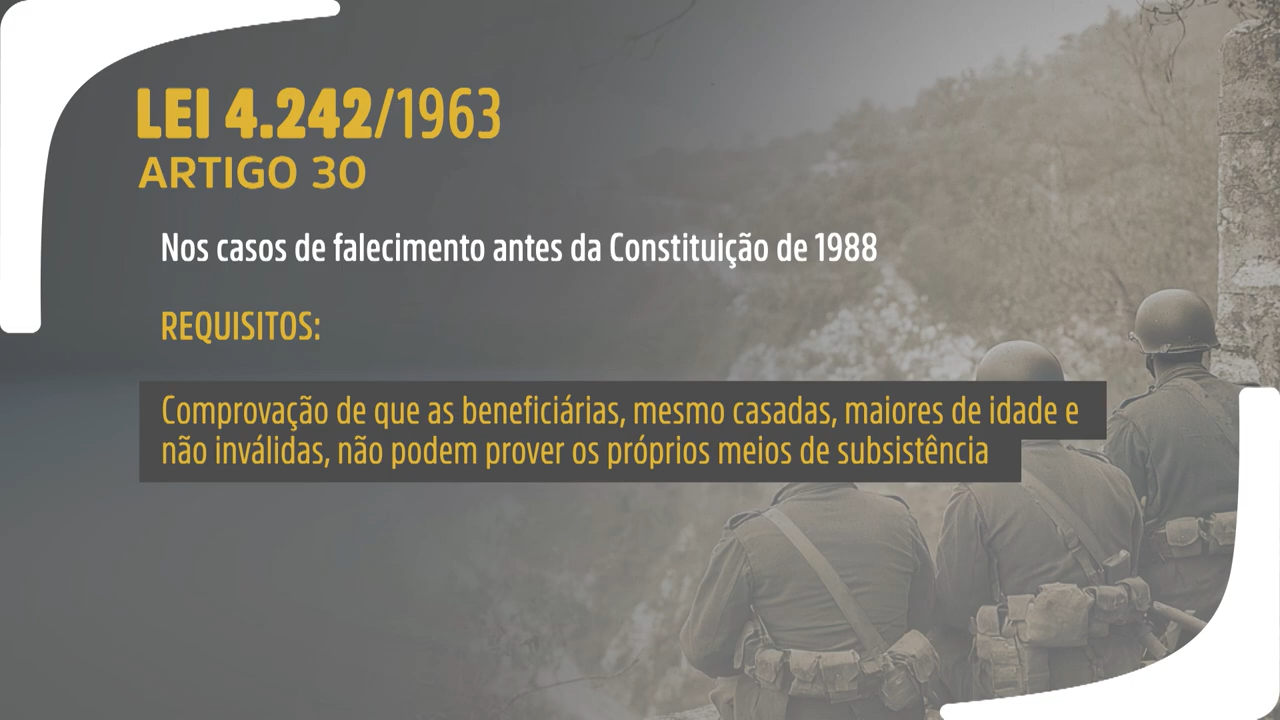 LEI 4.242/1963
ARTIGO 30
Nos casos de falecimento antes da Constituição de 1988
REQUISITOS:
Comprovação de que as beneficiárias, mesmo casadas, maiores de idade e
não inválidas, não podem prover os próprios meios de subsistência